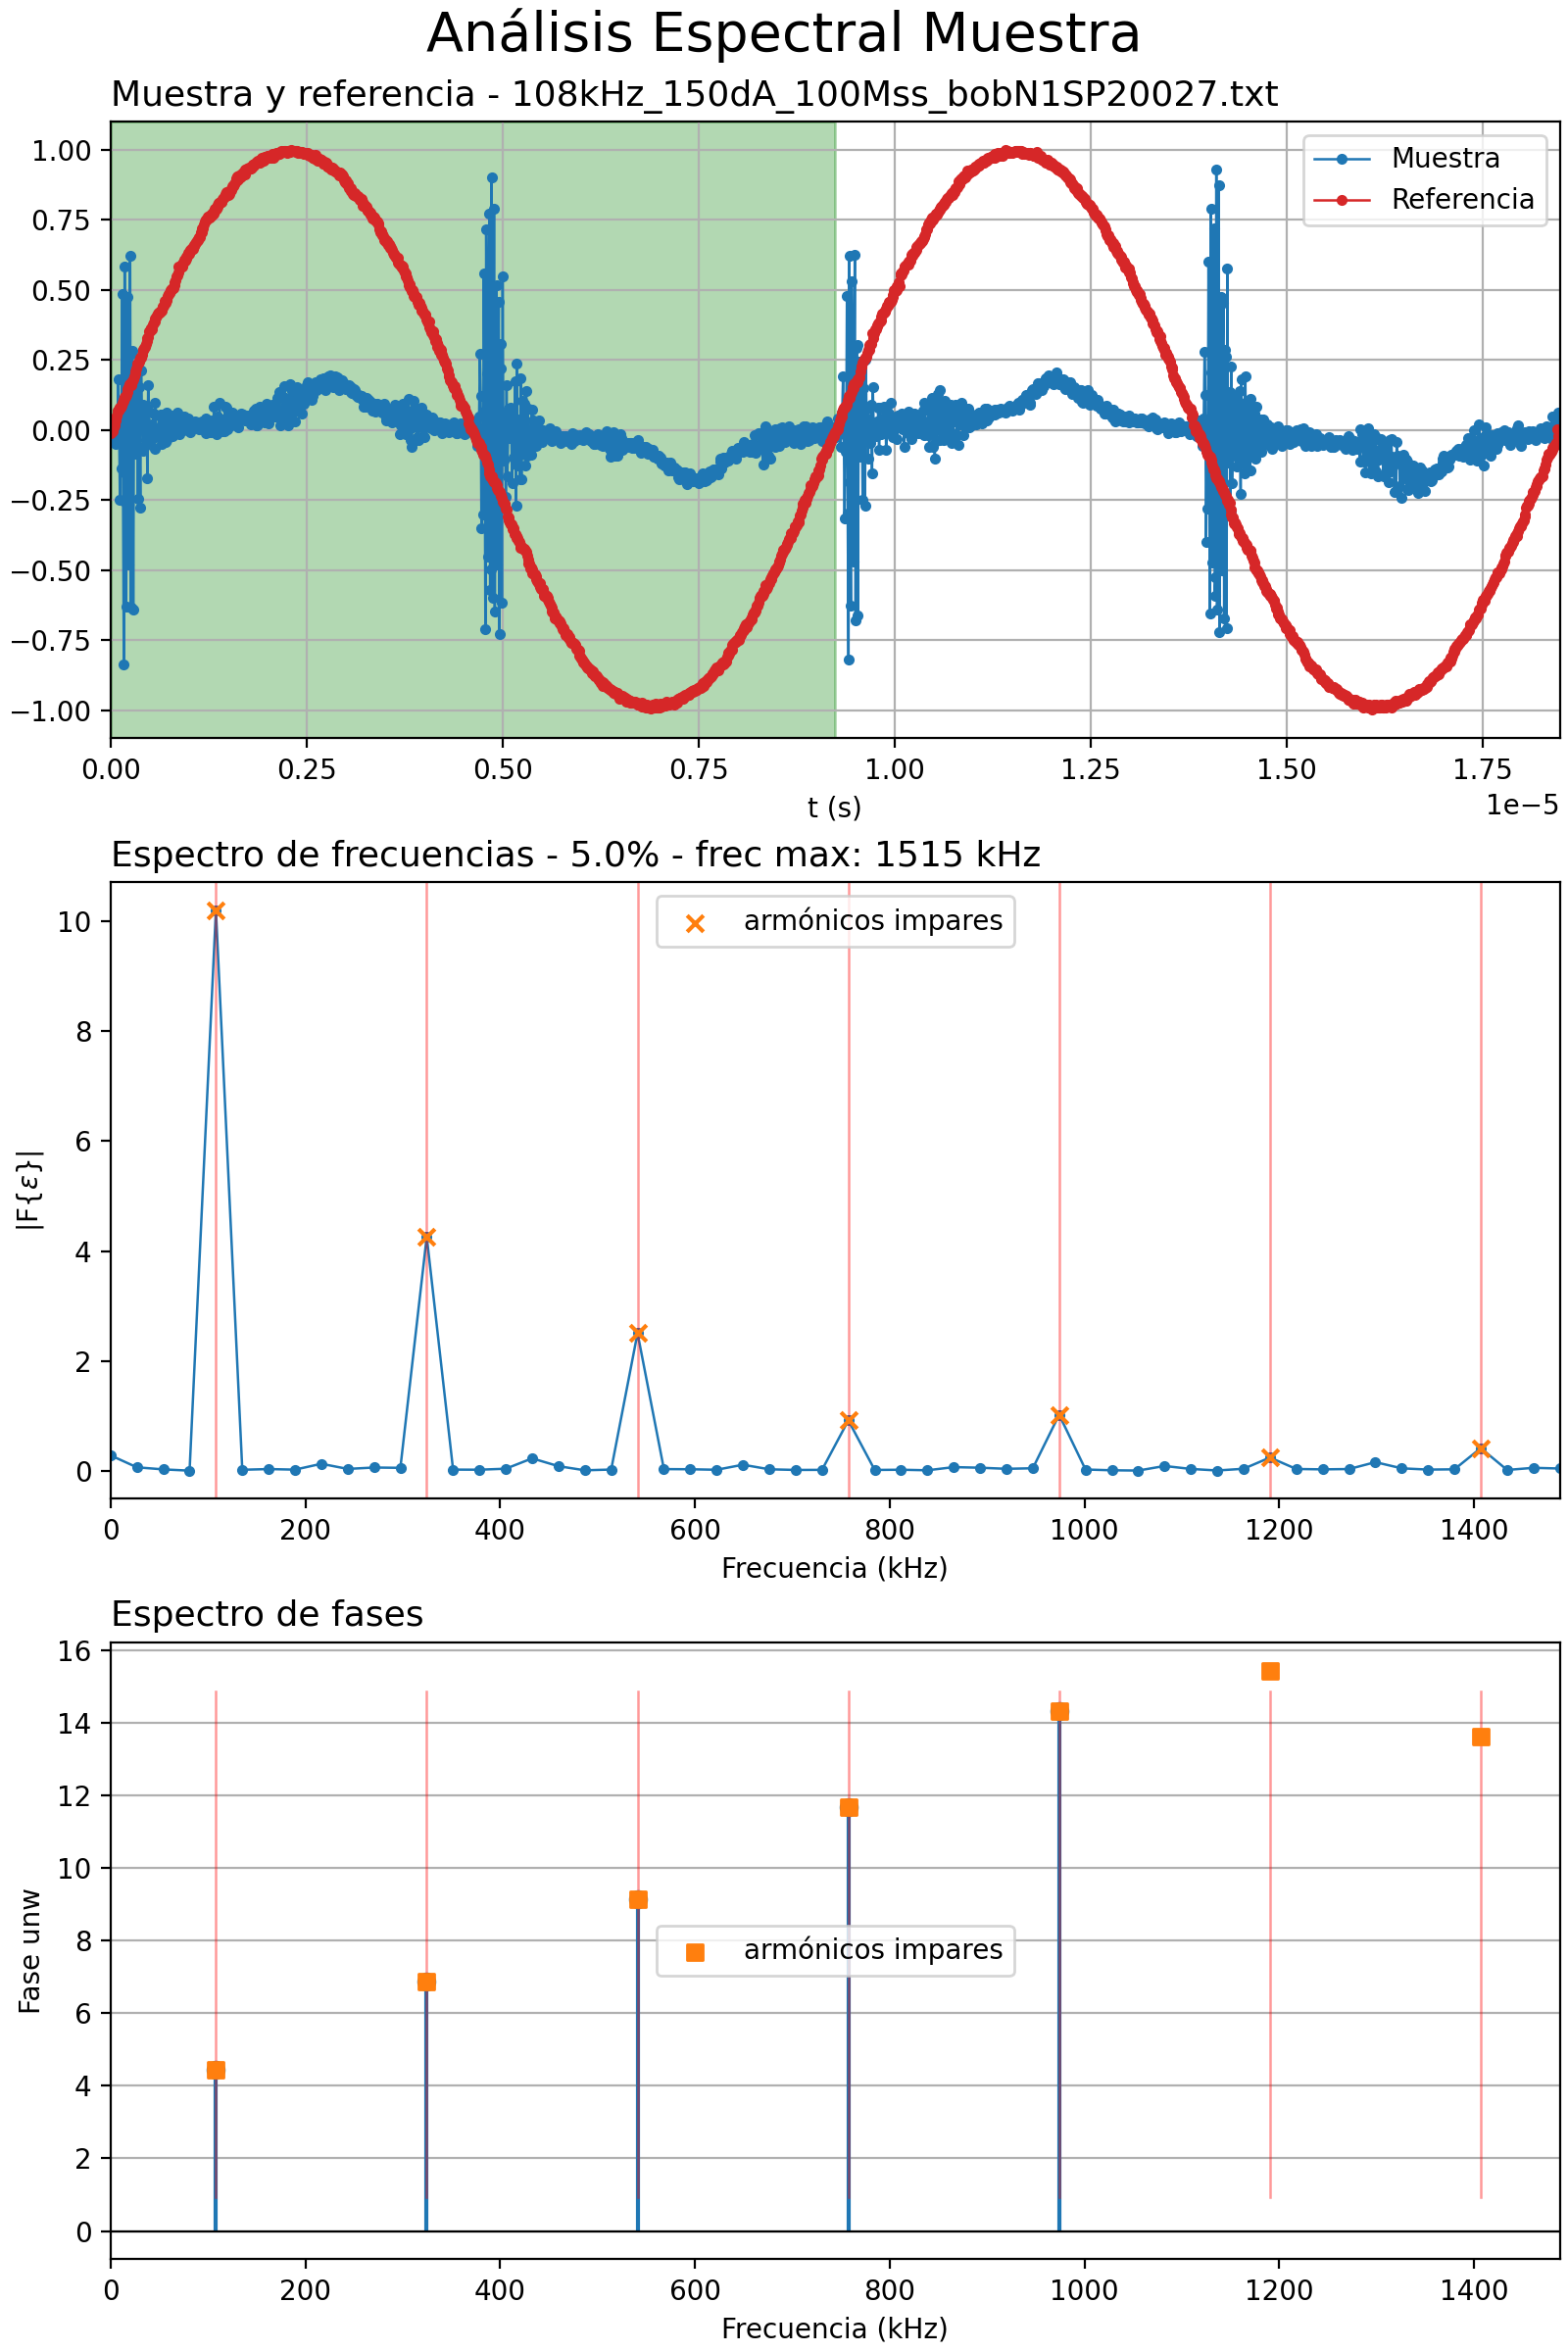 Análisis Espectral Muestra
Muestra y referencia - 108kHz_150dA_100Mss_bobN1SP20027.txt
1.00
0.75
0.50
0.25
0.00
−0.25
−0.50
−0.75
−1.00
Muestra
Referencia
0.00 0.25 0.50 0.75 1.00 1.25 1.50 1.75
t (s)
1e−5
Espectro de frecuencias - 5.0% - frec max: 1515 kHz
10
8
6
4
2
0
|F{ε}|
armónicos impares
0 200 400 600 800 1000 1200 1400
Frecuencia (kHz)
Espectro de fases
16
14
12
10
8
6
4
2
0
Fase unw
armónicos impares
0 200 400 600 800 1000 1200 1400
Frecuencia (kHz)